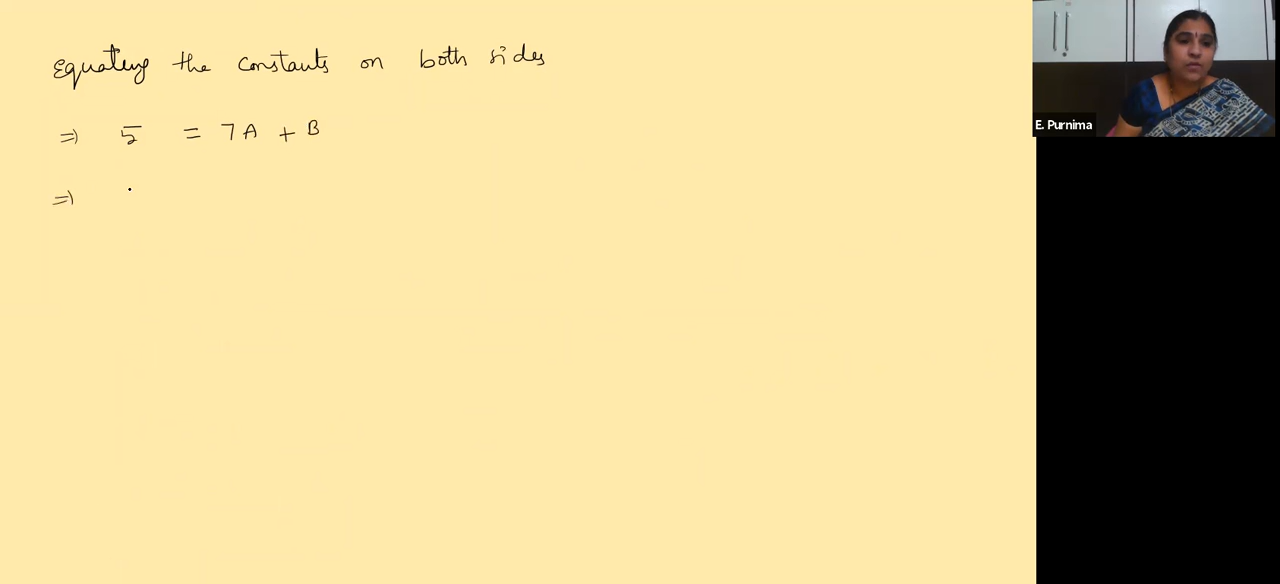 Equating the constants on both sides
⇒ 5 = 7A + B
⇒
E. Purnima